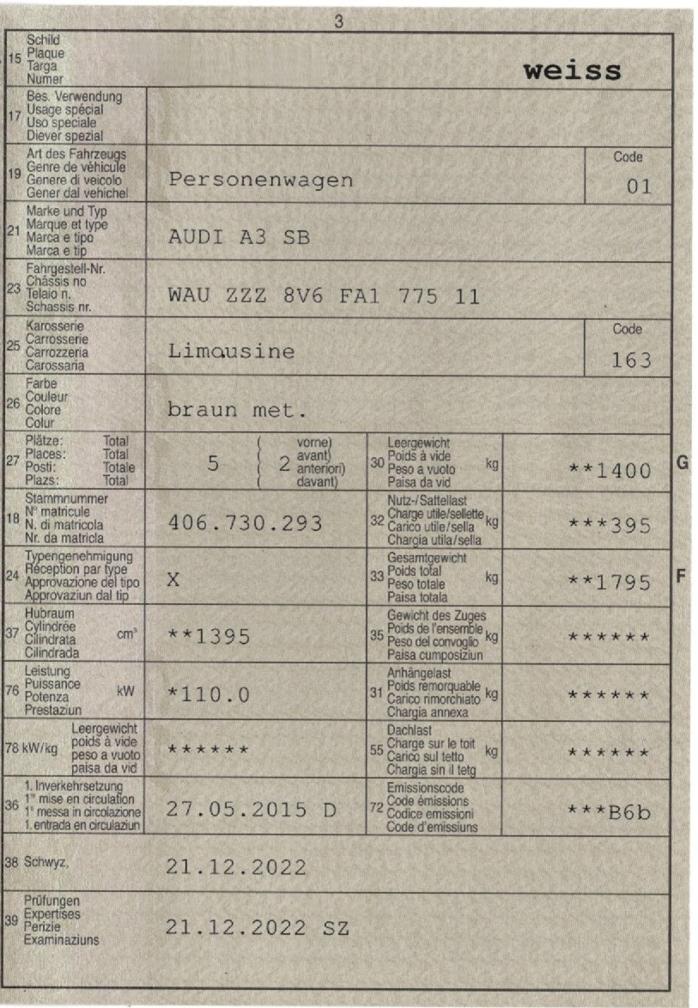 3
15 Schild
Plaque
Targa
Numer
weiss
17 Bes. Verwendung
Usage spécial
Uso speciale
Diever spezial
19 Art des Fahrzeugs
Genre de véhicule
Genere di veicolo
Gener dal vehichel
Personenwagen
Code
01
21 Marke und Typ
Marque et type
Marca e tipo
Marca e tip
AUDI A3 SB
23 Fahrgestell-Nr.
Châssis no
Telaio n.
Schassis nr.
WAU ZZZ 8V6 FA1 775 11
25 Karosserie
Carrosserie
Carrozzeria
Carossaria
Limousine
Code
163
26 Farbe
Couleur
Colore
Colur
braun met.
27 Plätze: Total
Places: Total
Posti: Totale
Plazs: Total
5 ( 2 vorne)
avant)
anteriori)
davant)
30 Leergewicht
Poids à vide
Peso a vuoto
Paisa da vid
kg
**1400
G
18 Stammnummer
N° matricule
N. di matricola
Nr. da matricla
406.730.293
32 Nutz-/Sattellast
Charge utile/sellette
Carico utile/sella
Chargia utila/sella
kg
***395
24 Typengenehmigung
Réception par type
Approvazione del tipo
Approvaziun dal tip
X
33 Gesamtgewicht
Poids total
Peso totale
Paisa totala
kg
**1795
F
37 Hubraum
Cylindrée
Cilindrata
Cilindrada
cm³
**1395
35 Gewicht des Zuges
Poids de l'ensemble
Peso del convoglio
Paisa cumposiziun
kg
******
76 Leistung
Puissance
Potenza
Prestaziun
kW
*110.0
31 Anhängelast
Poids remorquable
Carico rimorchiato
Chargia annexa
kg
******
78 kW/kg Leergewicht
poids à vide
peso a vuoto
paisa da vid
******
55 Dachlast
Charge sur le toit
Carico sul tetto
Chargia sin il tetg
kg
******
36 1. Inverkehrsetzung
1re mise en circulation
1a messa in circolazione
1. entrada en circulaziun
27.05.2015 D
72 Emissionscode
Code émissions
Codice emissioni
Code d'emissiuns
***B6b
38 Schwyz,
21.12.2022
39 Prüfungen
Expertises
Perizie
Examinaziuns
21.12.2022 SZ